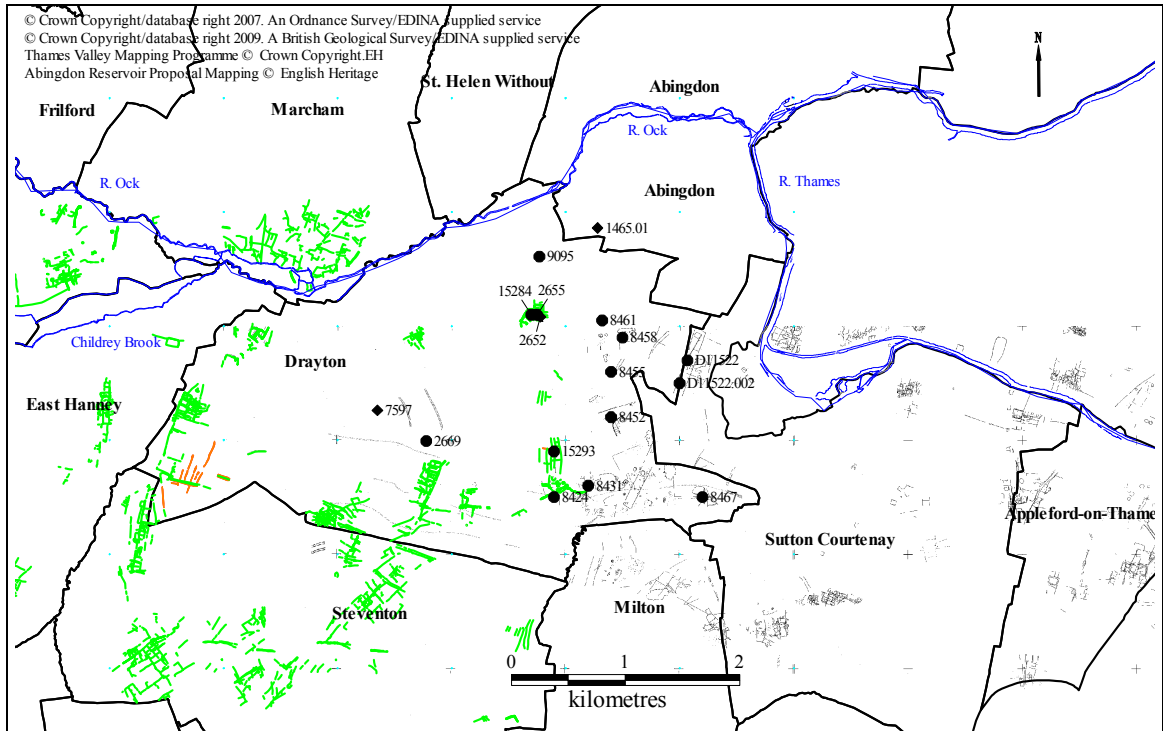 © Crown Copyright/database right 2007. An Ordnance Survey/EDINA supplied service
© Crown Copyright/database right 2009. A British Geological Survey/EDINA supplied service
Thames Valley Mapping Programme © Crown Copyright.EH
Abingdon Reservoir Proposal Mapping © English Heritage
N
St. Helen Without
Abingdon
Frilford
Marcham
R. Ock
R. Ock
R. Thames
Abingdon
1465.01
9095
15284
2655
2652
8461
8458
Childrey Brook
Drayton
D11522
8455
D11522:002
East Hanney
7597
8452
2669
15293
8431
8424
8467
Appleford-on-Thame
Sutton Courtenay
Steventon
Milton
0
1
2
kilometres